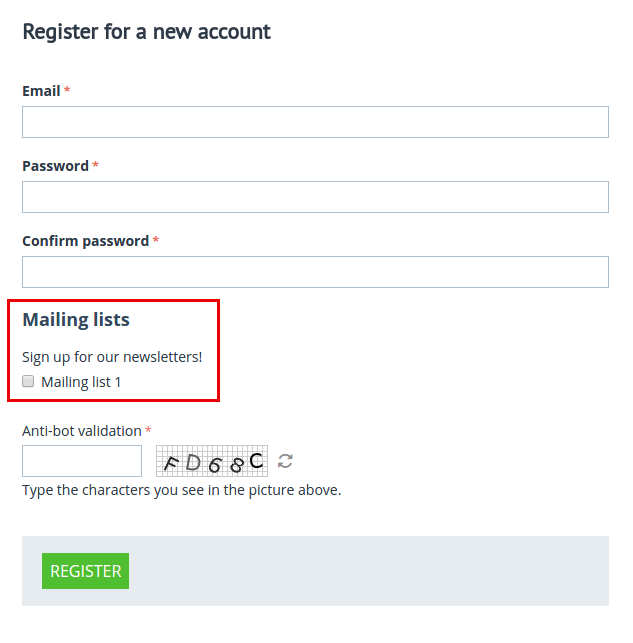 Register for a new account
Email *
Password *
Confirm password *
Mailing lists
Sign up for our newsletters!
Mailing list 1
Anti-bot validation *
FD68C
Type the characters you see in the picture above.
REGISTER